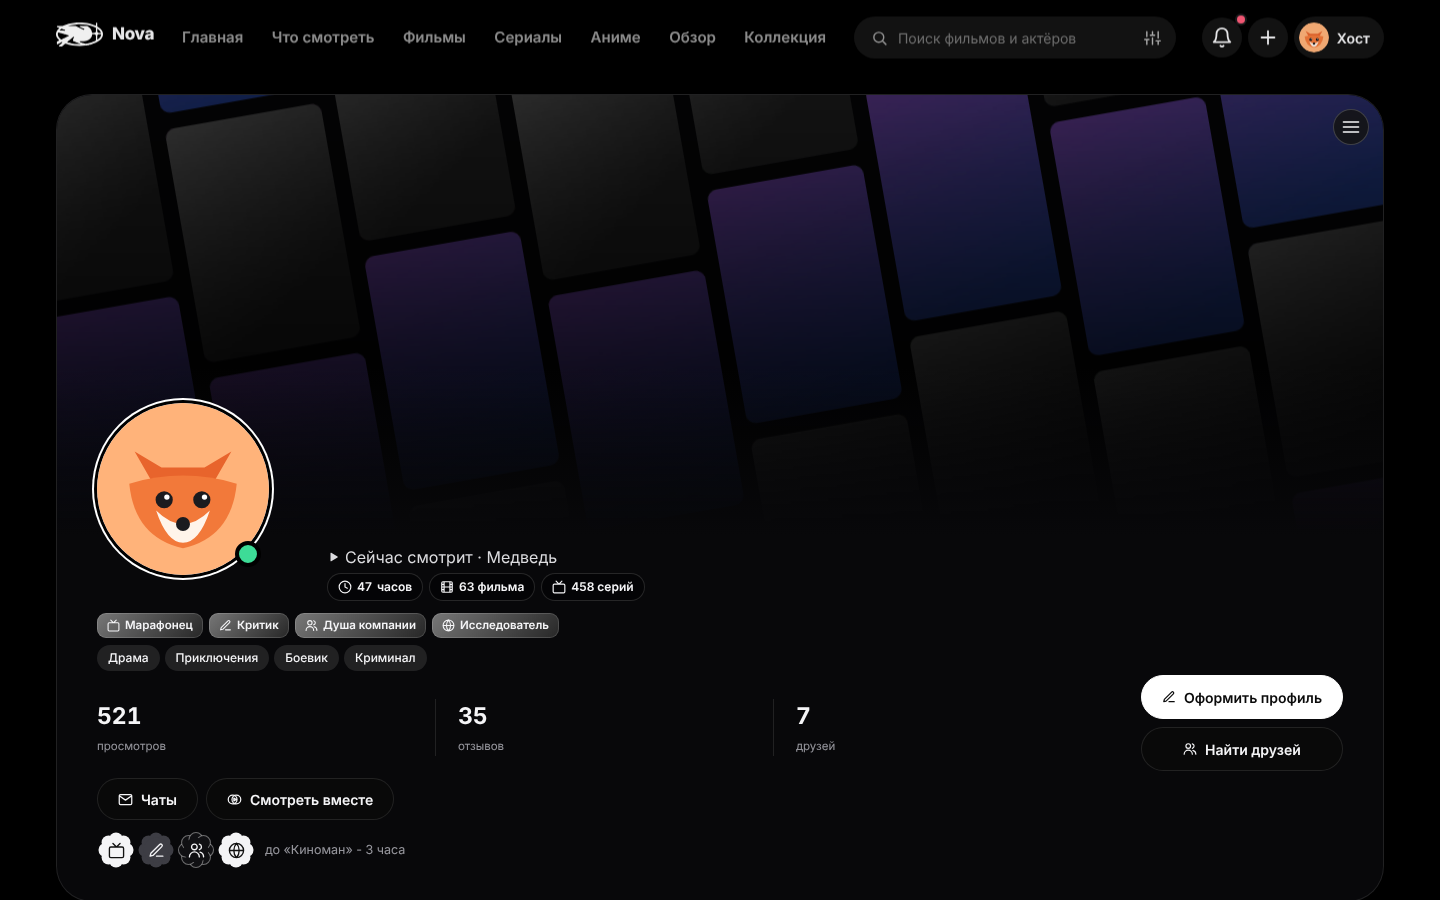 Nova Главная Что смотреть Фильмы Сериалы Аниме Обзор Коллекция Поиск фильмов и актёров Хост
Сейчас смотрит · Медведь
47 часов 63 фильма 458 серий
Марафонец Критик Душа компании Исследователь
Драма Приключения Боевик Криминал
521 35 7
просмотров отзывов друзей
Оформить профиль
Найти друзей
Чаты Смотреть вместе
до «Киноман» - 3 часа